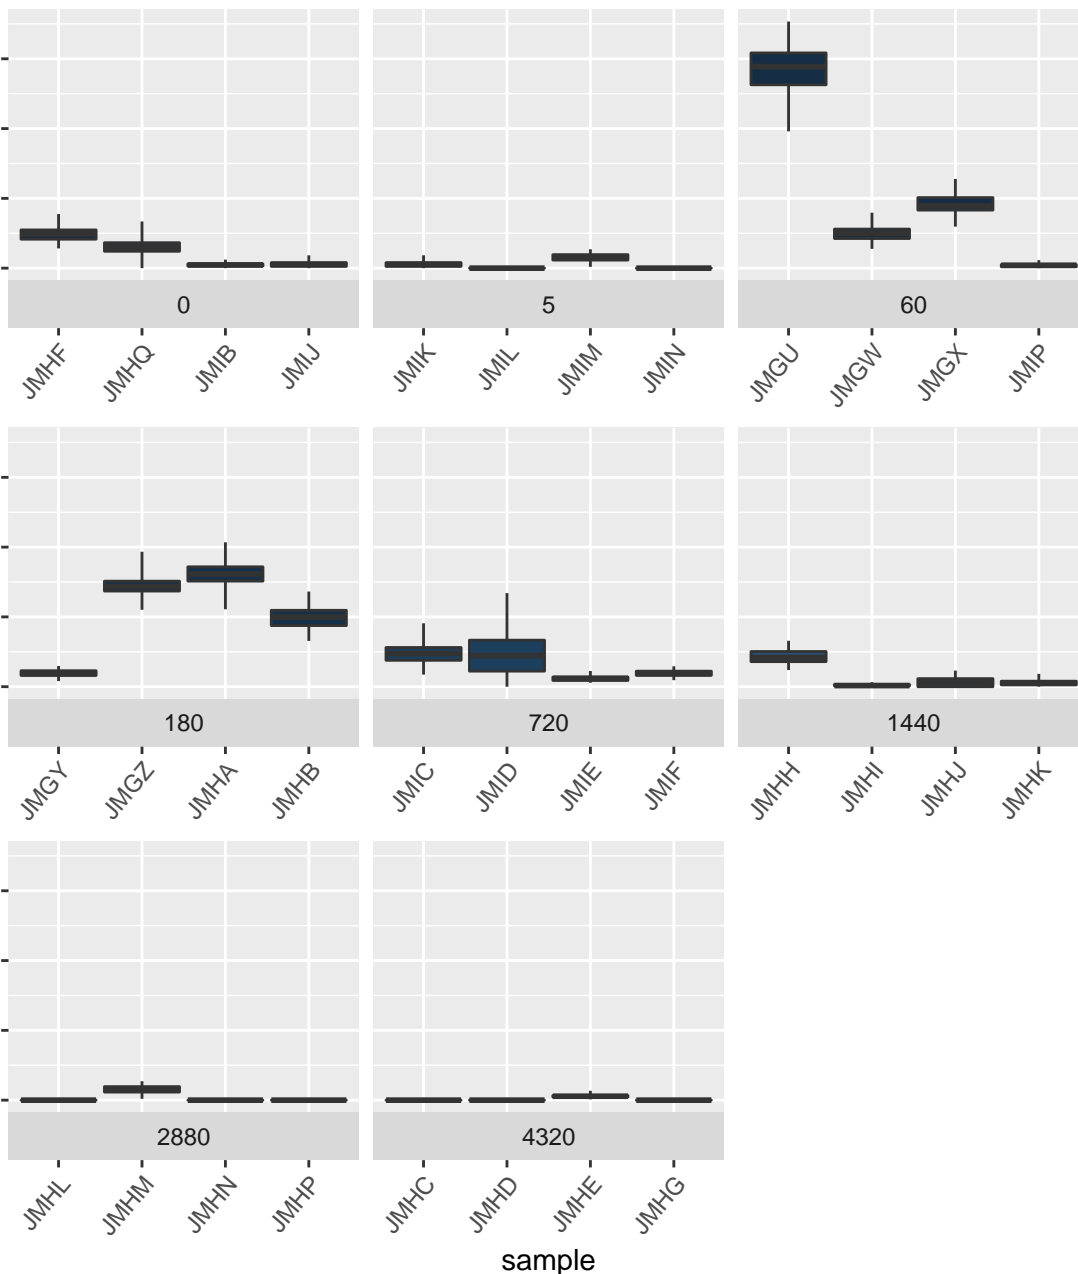 0 5 60
JMHF JMHQ JMIB JMIJ JMIK JMIL JMIM JMIN JMGU JMGW JMGX JMIP
180 720 1440
JMGY JMGZ JMHA JMHB JMIC JMID JMIE JMIF JMHH JMHI JMHJ JMHK
2880 4320
JMHL JMHM JMHN JMHP JMHC JMHD JMHE JMHG
sample